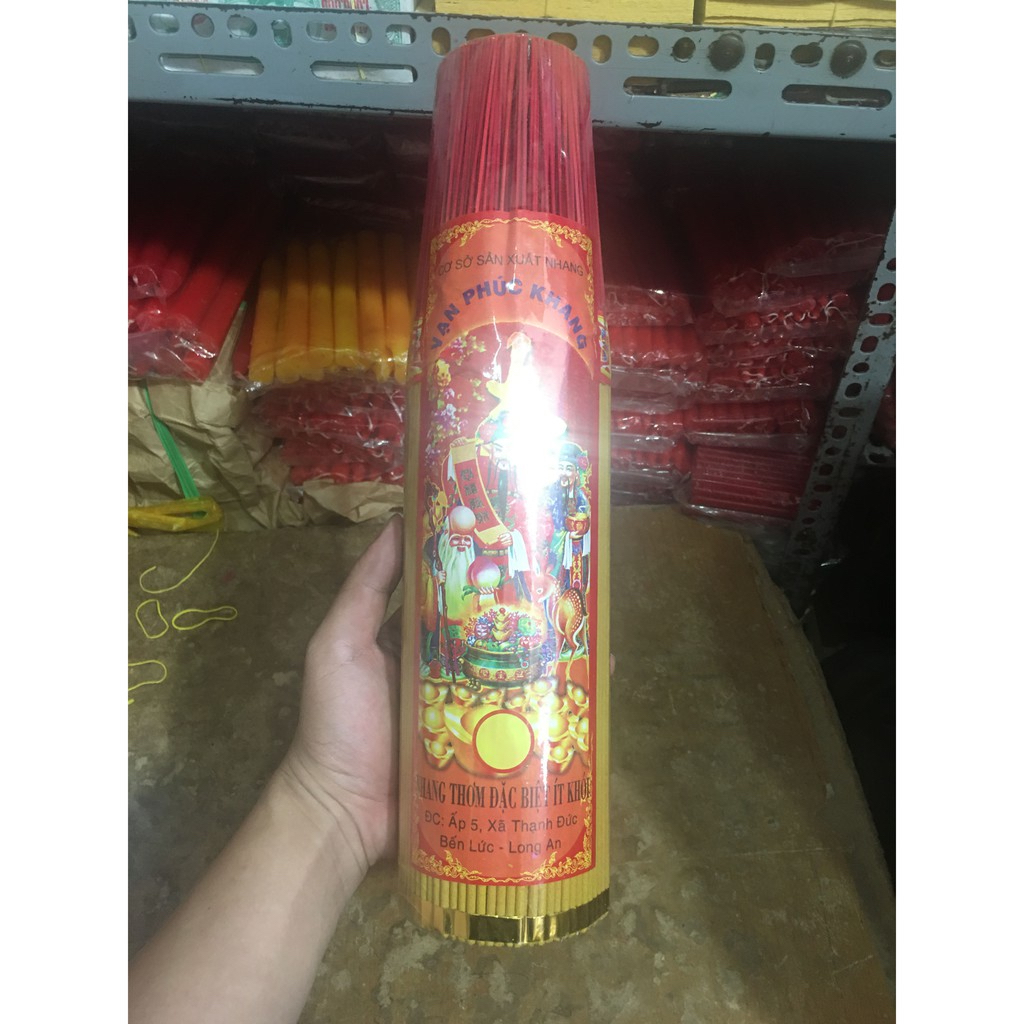 CƠ SỞ SẢN XUẤT NHANG
VẠN PHÚC KHANG
NHANG THƠM ĐẶC BIỆT ÍT KHÓI
ĐC: Ấp 5, Xã Thạnh Đức
Bến Lức - Long An